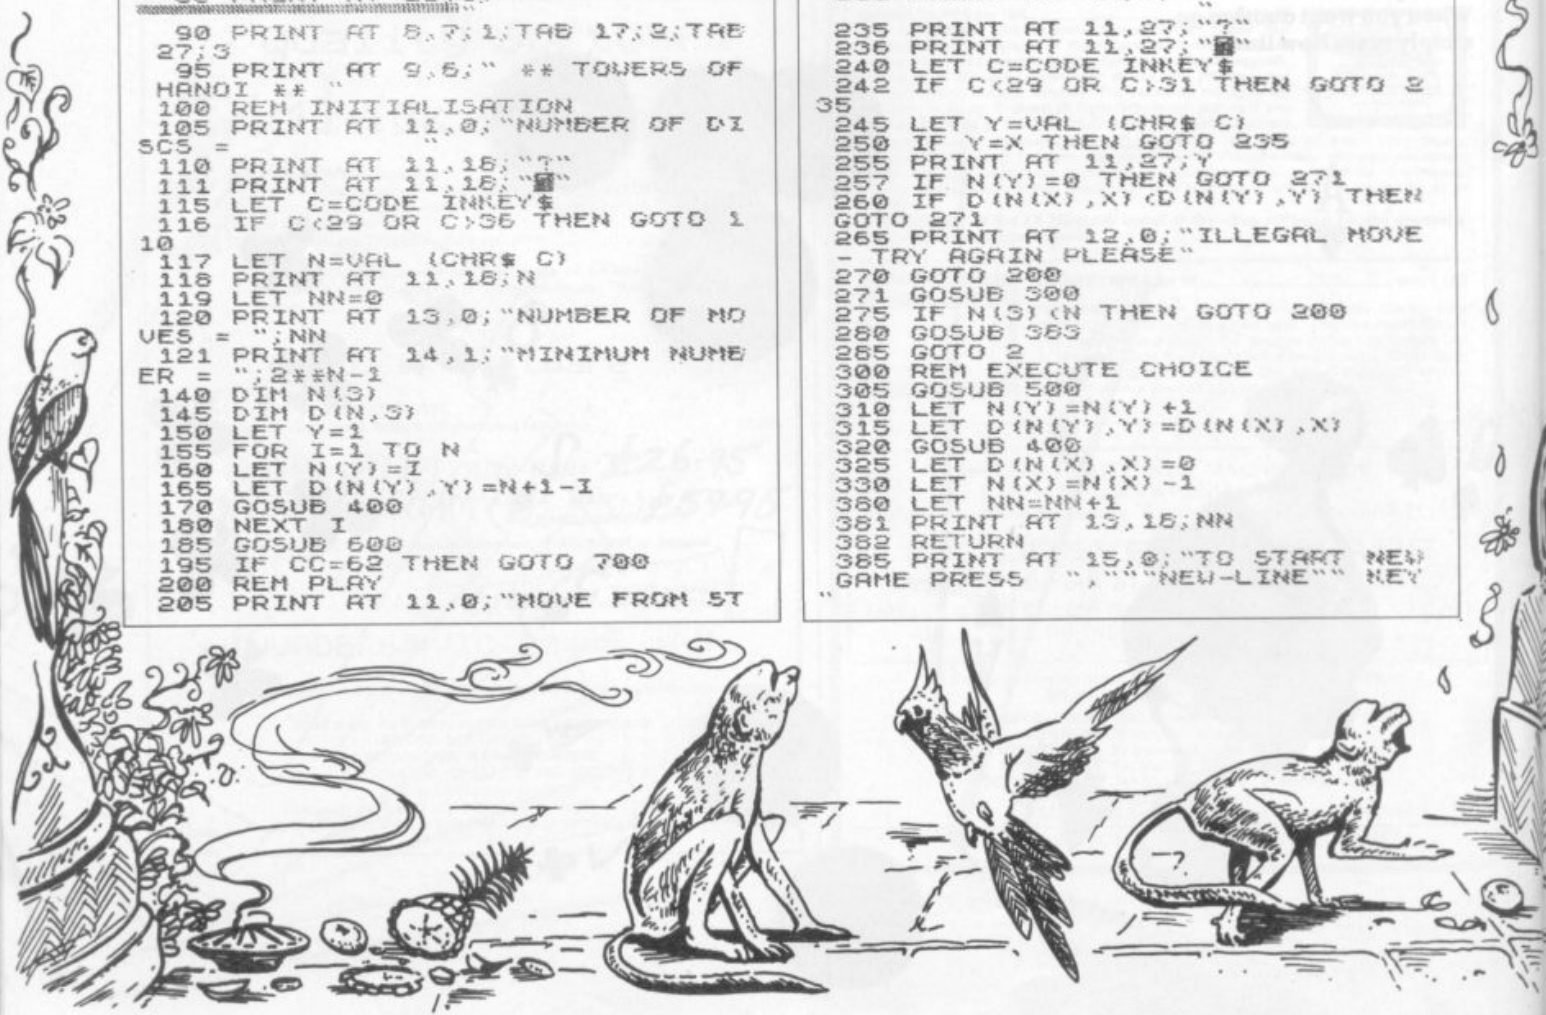 90 PRINT AT 8,7;1;TAB 17;2;TAB
27;3
95 PRINT AT 9,6;" ** TOWERS OF
HANOI ** "
100 REM INITIALISATION
105 PRINT AT 11,0;"NUMBER OF DI
SCS =            "
110 PRINT AT 11,18;"?"
111 PRINT AT 11,18;"▒"
115 LET C=CODE INKEY$
116 IF C<29 OR C>36 THEN GOTO 1
10
117 LET N=VAL (CHR$ C)
118 PRINT AT 11,18;N
119 LET NN=0
120 PRINT AT 13,0;"NUMBER OF MO
VES = ";NN
121 PRINT AT 14,1;"MINIMUM NUMB
ER = ";2**N-1
140 DIM N(3)
145 DIM D(N,3)
150 LET Y=1
155 FOR I=1 TO N
160 LET N(Y)=I
165 LET D(N(Y),Y)=N+1-I
170 GOSUB 400
180 NEXT I
185 GOSUB 600
195 IF CC=62 THEN GOTO 700
200 REM PLAY
205 PRINT AT 11,0;"MOVE FROM ST
"
235 PRINT AT 11,27;"?"
236 PRINT AT 11,27;"▒"
240 LET C=CODE INKEY$
242 IF C<29 OR C>31 THEN GOTO 2
35
245 LET Y=VAL (CHR$ C)
250 IF Y=X THEN GOTO 235
255 PRINT AT 11,27;Y
257 IF N(Y)=0 THEN GOTO 271
260 IF D(N(X),X)<D(N(Y),Y) THEN
GOTO 271
265 PRINT AT 12,0;"ILLEGAL MOVE
- TRY AGAIN PLEASE"
270 GOTO 200
271 GOSUB 300
275 IF N(3)<N THEN GOTO 200
280 GOSUB 383
285 GOTO 2
300 REM EXECUTE CHOICE
305 GOSUB 500
310 LET N(Y)=N(Y)+1
315 LET D(N(Y),Y)=D(N(X),X)
320 GOSUB 400
325 LET D(N(X),X)=0
330 LET N(X)=N(X)-1
380 LET NN=NN+1
381 PRINT AT 13,18;NN
382 RETURN
385 PRINT AT 15,0;"TO START NEW
GAME PRESS   ",","""NEW-LINE"" KEY
"